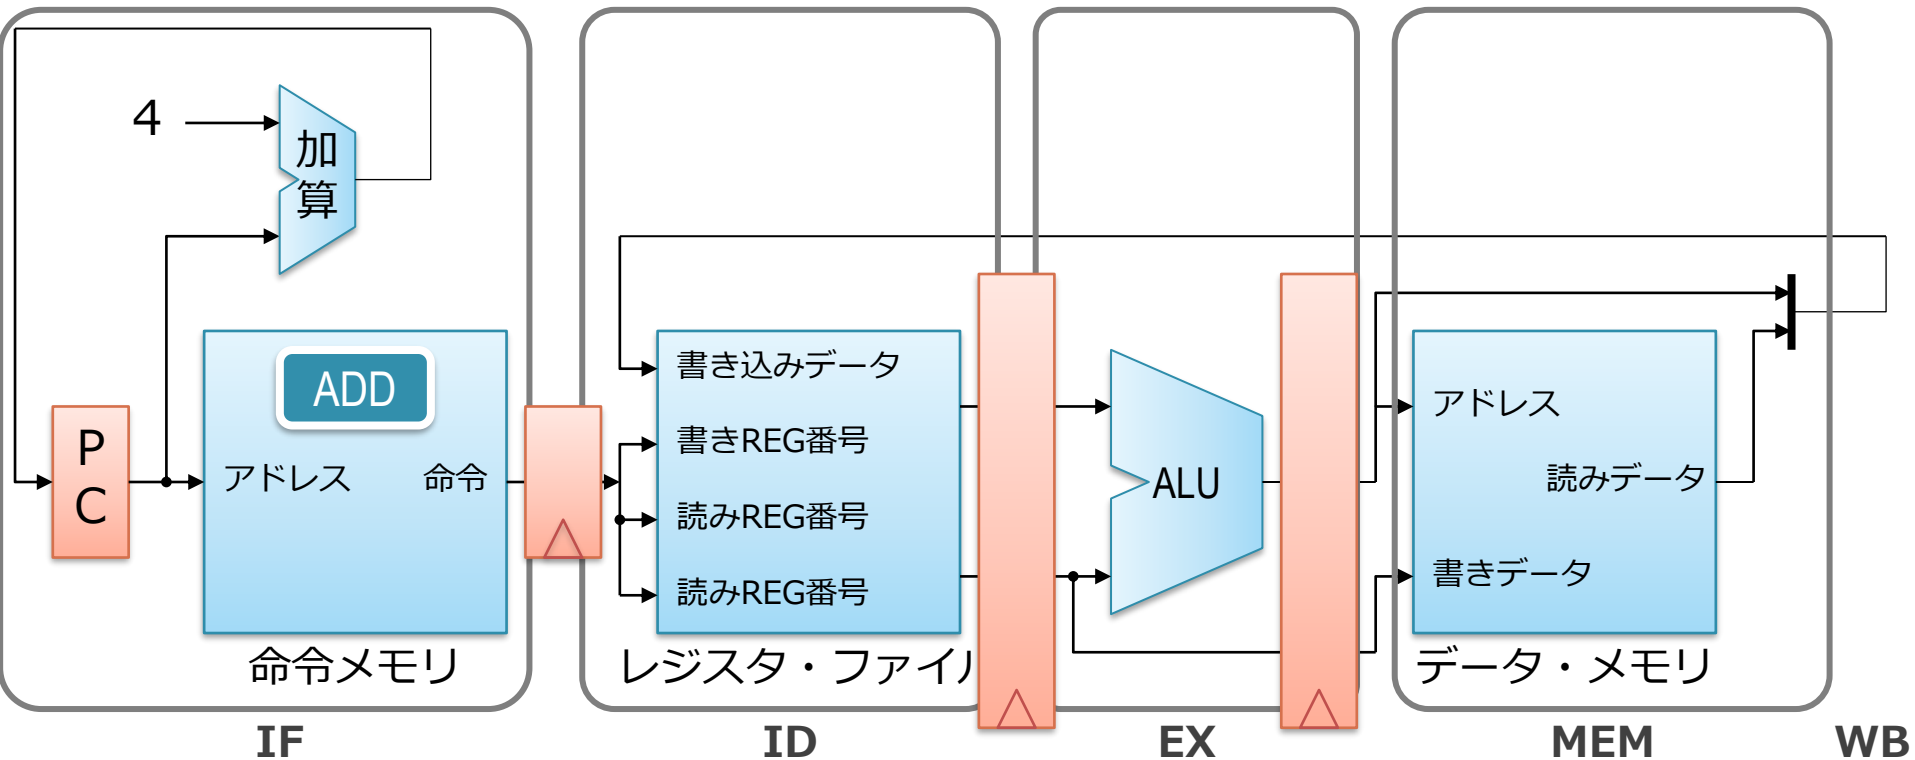 4
加
算
ADD
P
C
アドレス
命令
命令メモリ
書き込みデータ
書きREG番号
読みREG番号
読みREG番号
レジスタ・ファイル
ALU
アドレス
読みデータ
書きデータ
データ・メモリ
IF
ID
EX
MEM
WB